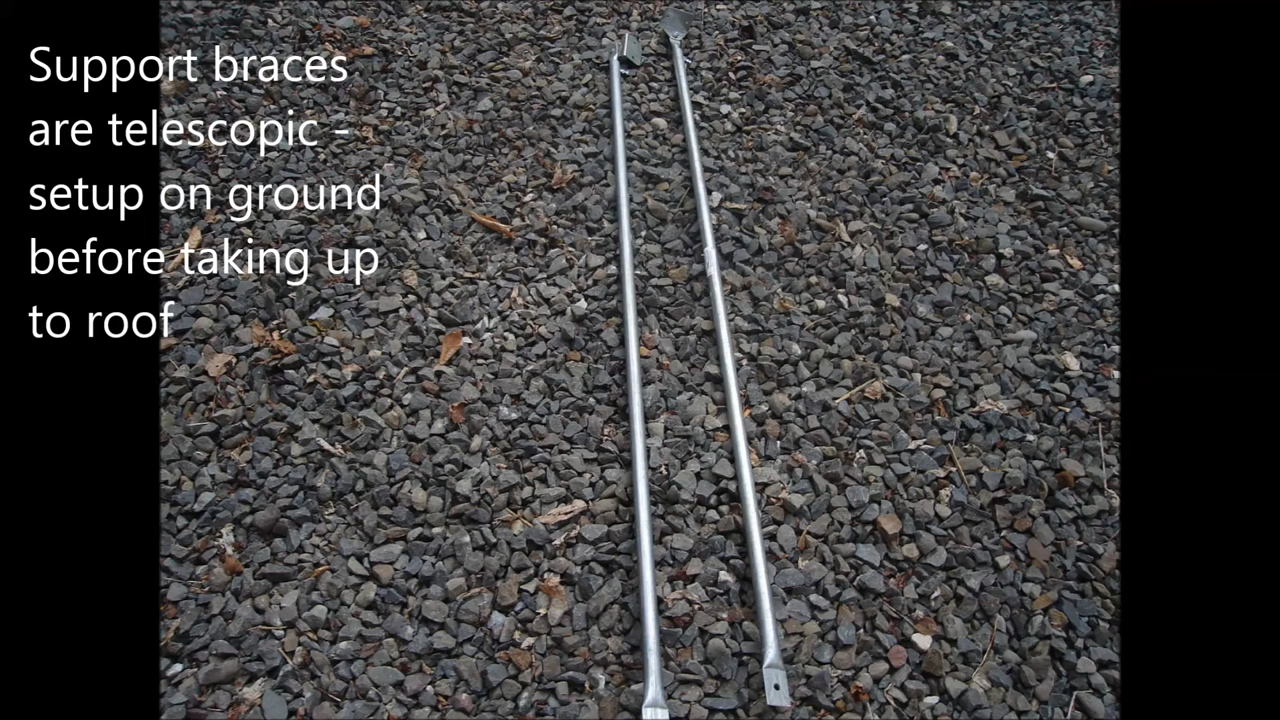 Support braces
are telescopic -
setup on ground
before taking up
to roof